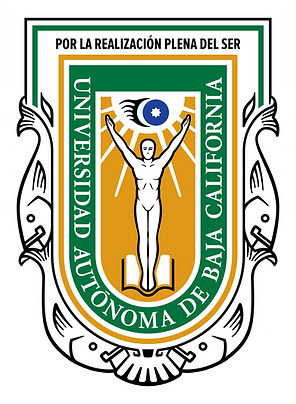 POR LA REALIZACIÓN PLENA DEL SER
UNIVERSIDAD AUTÓNOMA DE BAJA CALIFORNIA